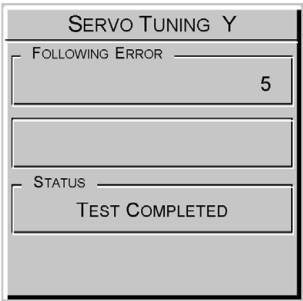 SERVO TUNING Y
FOLLOWING ERROR
5
STATUS
TEST COMPLETED